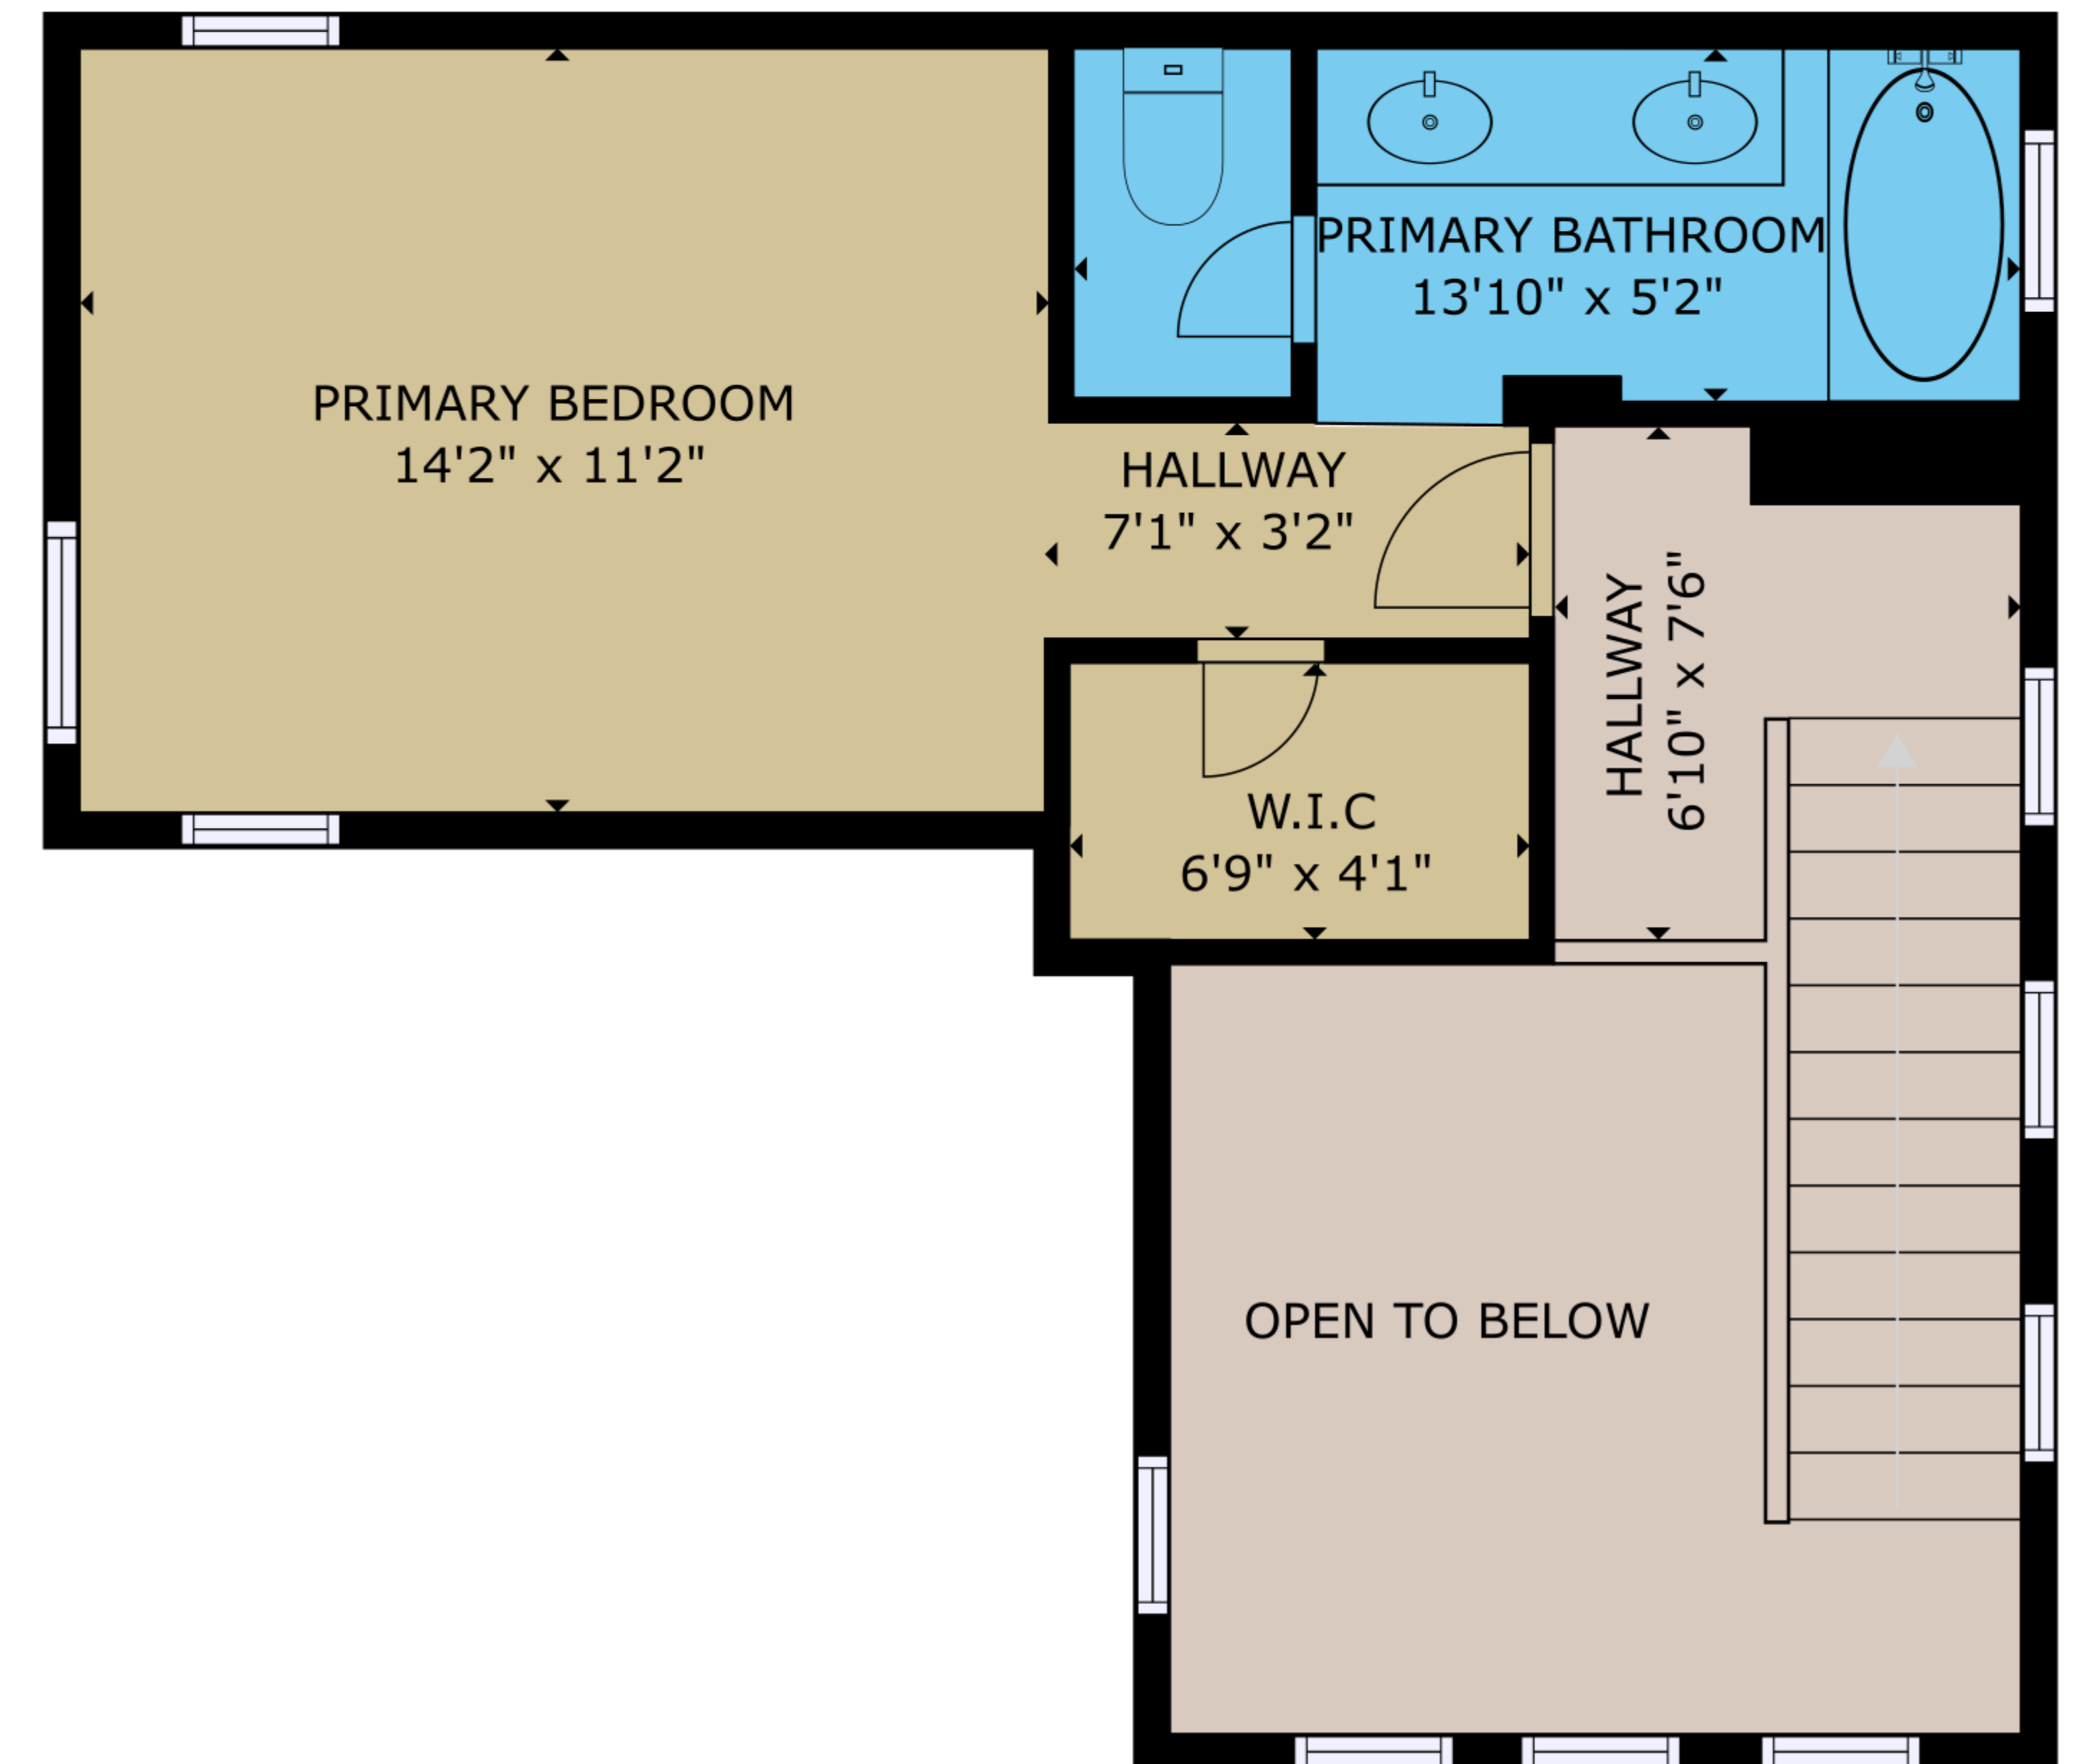 PRIMARY BEDROOM
14'2" x 11'2"
PRIMARY BATHROOM
13'10" x 5'2"
HALLWAY
7'1" x 3'2"
HALLWAY
6'10" x 7'6"
W.I.C
6'9" x 4'1"
OPEN TO BELOW